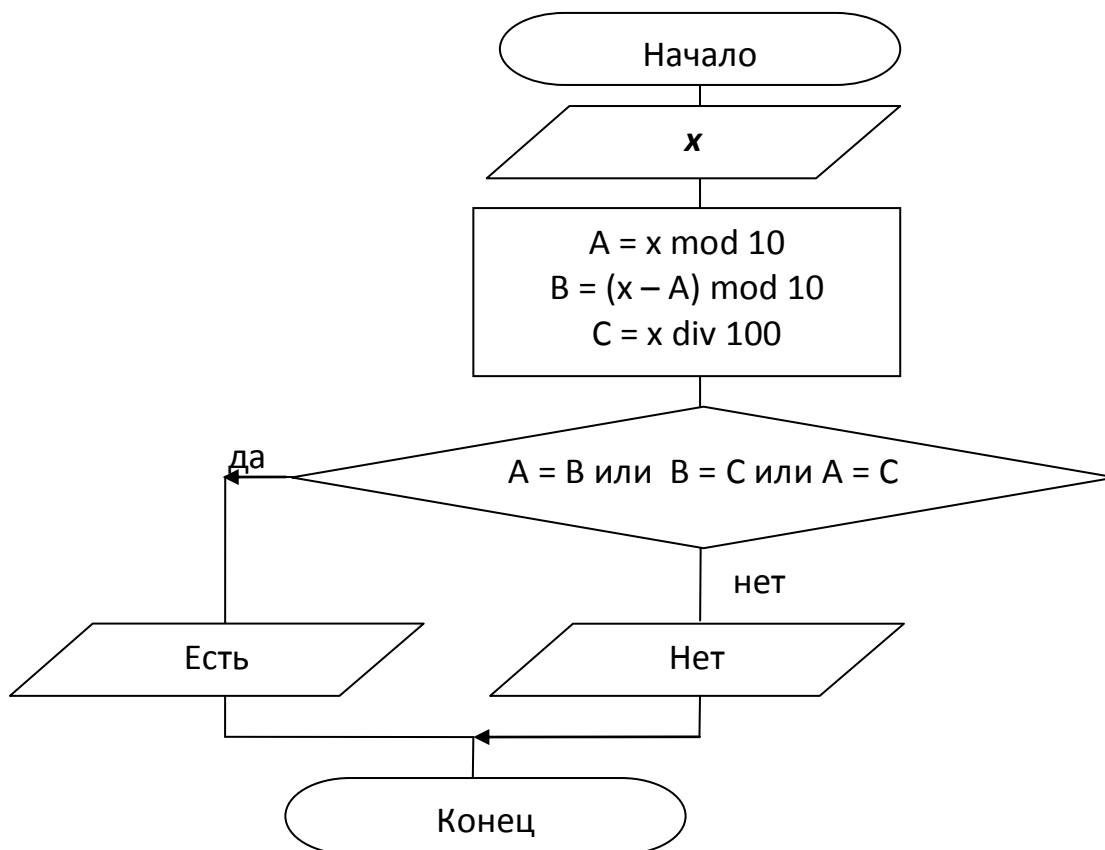 Начало
x
A = x mod 10
B = (x – A) mod 10
C = x div 100
да
A = B или B = C или A = C
нет
Есть
Нет
Конец